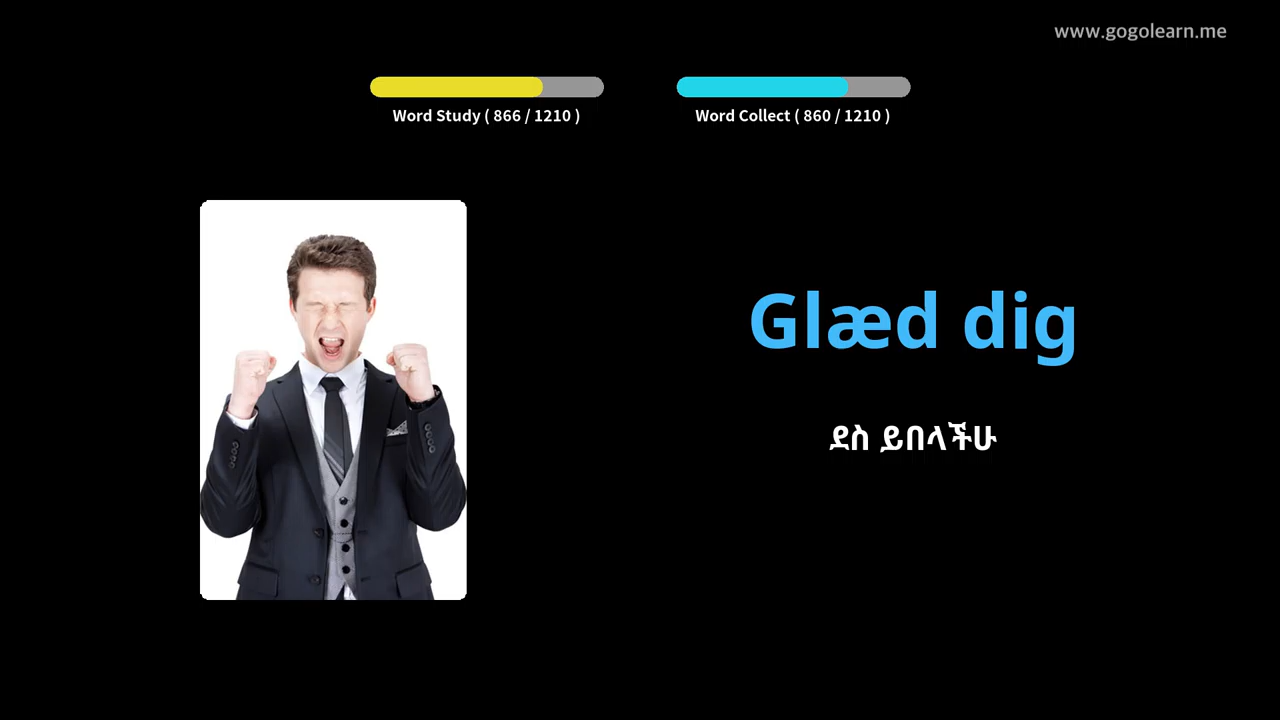 www.gogolearn.me
Word Study ( 866 / 1210 )
Word Collect ( 860 / 1210 )
Glæd dig
ደስ ይበላችሁ